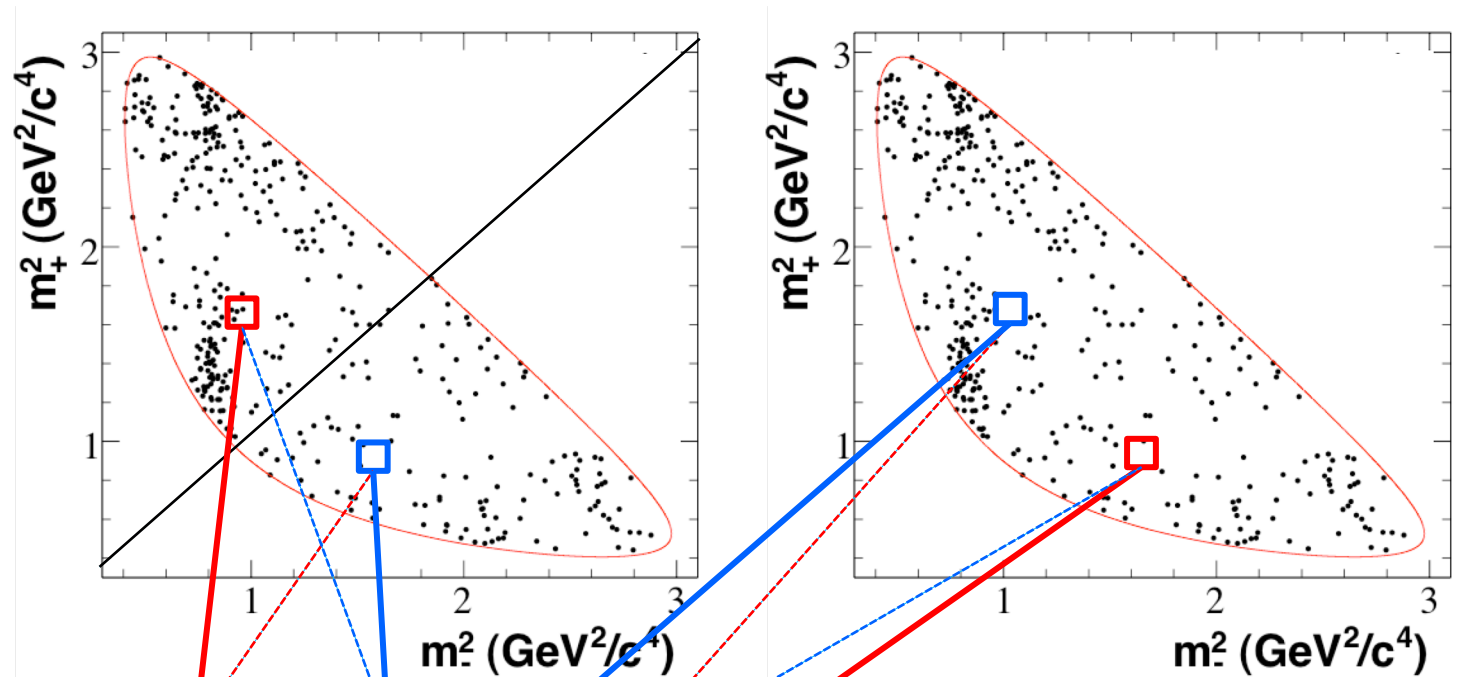 3
2
1
m²₊ (GeV²/c⁴)
1 2 3
m²₋ (GeV²/c⁴)
3
2
1
m²₊ (GeV²/c⁴)
1 2 3
m²₋ (GeV²/c⁴)